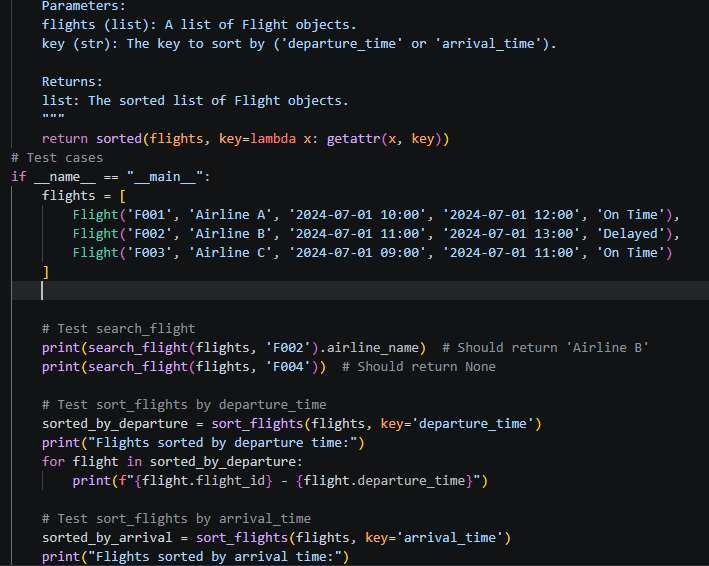 Parameters:
flights (list): A list of Flight objects.
key (str): The key to sort by ('departure_time' or 'arrival_time').
Returns:
list: The sorted list of Flight objects.
"""
return sorted(flights, key=lambda x: getattr(x, key))
# Test cases
if __name__ == "__main__":
flights = [
Flight('F001', 'Airline A', '2024-07-01 10:00', '2024-07-01 12:00', 'On Time'),
Flight('F002', 'Airline B', '2024-07-01 11:00', '2024-07-01 13:00', 'Delayed'),
Flight('F003', 'Airline C', '2024-07-01 09:00', '2024-07-01 11:00', 'On Time')
]
# Test search_flight
print(search_flight(flights, 'F002').airline_name)  # Should return 'Airline B'
print(search_flight(flights, 'F004'))  # Should return None
# Test sort_flights by departure_time
sorted_by_departure = sort_flights(flights, key='departure_time')
print("Flights sorted by departure time:")
for flight in sorted_by_departure:
print(f"{flight.flight_id} - {flight.departure_time}")
# Test sort_flights by arrival_time
sorted_by_arrival = sort_flights(flights, key='arrival_time')
print("Flights sorted by arrival time:")